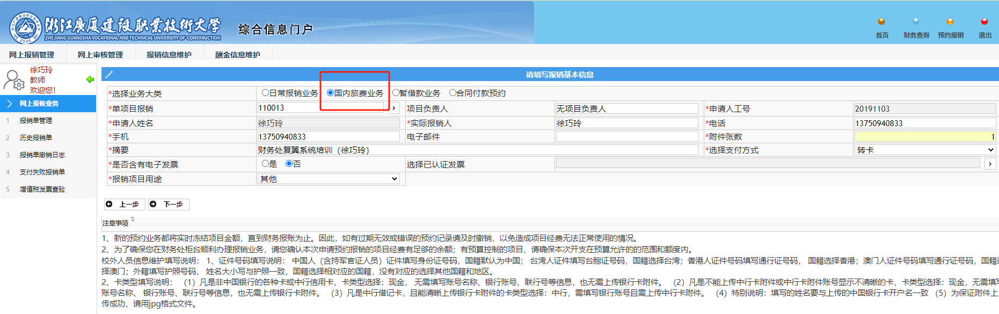 浙江广厦建设职业技術大学
ZHEJIANG GUANGSHA VOCATIONAL AND TECHNICAL UNIVERSITY OF CONSTRUCTION
综合信息门户
首页 财务查询 预约报销 退出
网上报销管理 网上审核管理 报销信息维护 酬金信息维护
徐巧玲
教师
欢迎您!
网上报帐业务
1 报销单管理
2 历史报销单
3 报销单撤销日志
4 支付失败报销单
5 增值税发票查验
请填写报销基本信息
*选择业务大类 日常报销业务 国内旅费业务 暂借款业务 合同付款预约
*单项目报销 110013 > 项目负责人 无项目负责人 *申请人工号 20191103
*申请人姓名 徐巧玲 *实际报销人 徐巧玲 *电话 13750940833
*手机 13750940833 电子邮件 *附件张数 1
*摘要 财务处复翼系统培训（徐巧玲） *选择支付方式 转卡
*是否含有电子发票 是 否 选择已认证发票 >
*报销项目用途 其他
上一步 下一步
注意事项
1、新的预约业务都将实时冻结项目金额，直到财务报账为止。因此，如有过期无效或错误的预约记录请及时撤销，以免造成项目经费无法正常使用的情况。
2、为了确保您在财务处柜台顺利办理报销业务，请您确认本次申请预约报销的项目经费有足够的余额；有预算控制的项目，请确保本次开支在预算允许的的范围和额度内。
校外人员信息维护填写说明： 1、证件号码填写说明： 中国人（含持军官证人员）证件填写身份证号码，国籍默认为中国； 台湾人证件填写台胞证号码，国籍选择台湾；香港人证件号码填写通行证号码， 国籍选择香港；澳门人证件号码填写通行证号码，国籍选
择澳门；外籍填写护照号码， 姓名大小写与护照一致，国籍选择相对应的国籍，没有对应的选择其他国籍和地区。
2、卡类型填写说明： （1）凡是非中国银行的各种卡或中行信用卡，卡类型选择：现金， 无需填写账号名称、银行账号、联行号等信息，也无需上传银行卡附件。 （2）凡是不能上传中行卡附件或中行卡附件账号显示不清晰的卡，卡类型选择：现金，无需填写
账号名称、 银行账号、联行号等信息，也无需上传银行卡附件。 （3）凡是中行借记卡，且能清晰上传银行卡附件的卡类型选择：中行，需填写银行账号且需上传中行卡附件。 （4）特别说明：填写的姓名要与上传的中国银行卡开户名一致 （5）为保证附件上
传成功，请用jpg格式文件。